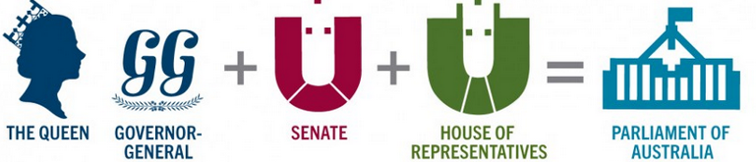 GG
+
+
=
THE QUEEN
GOVERNOR-
GENERAL
SENATE
HOUSE OF
REPRESENTATIVES
PARLIAMENT OF
AUSTRALIA